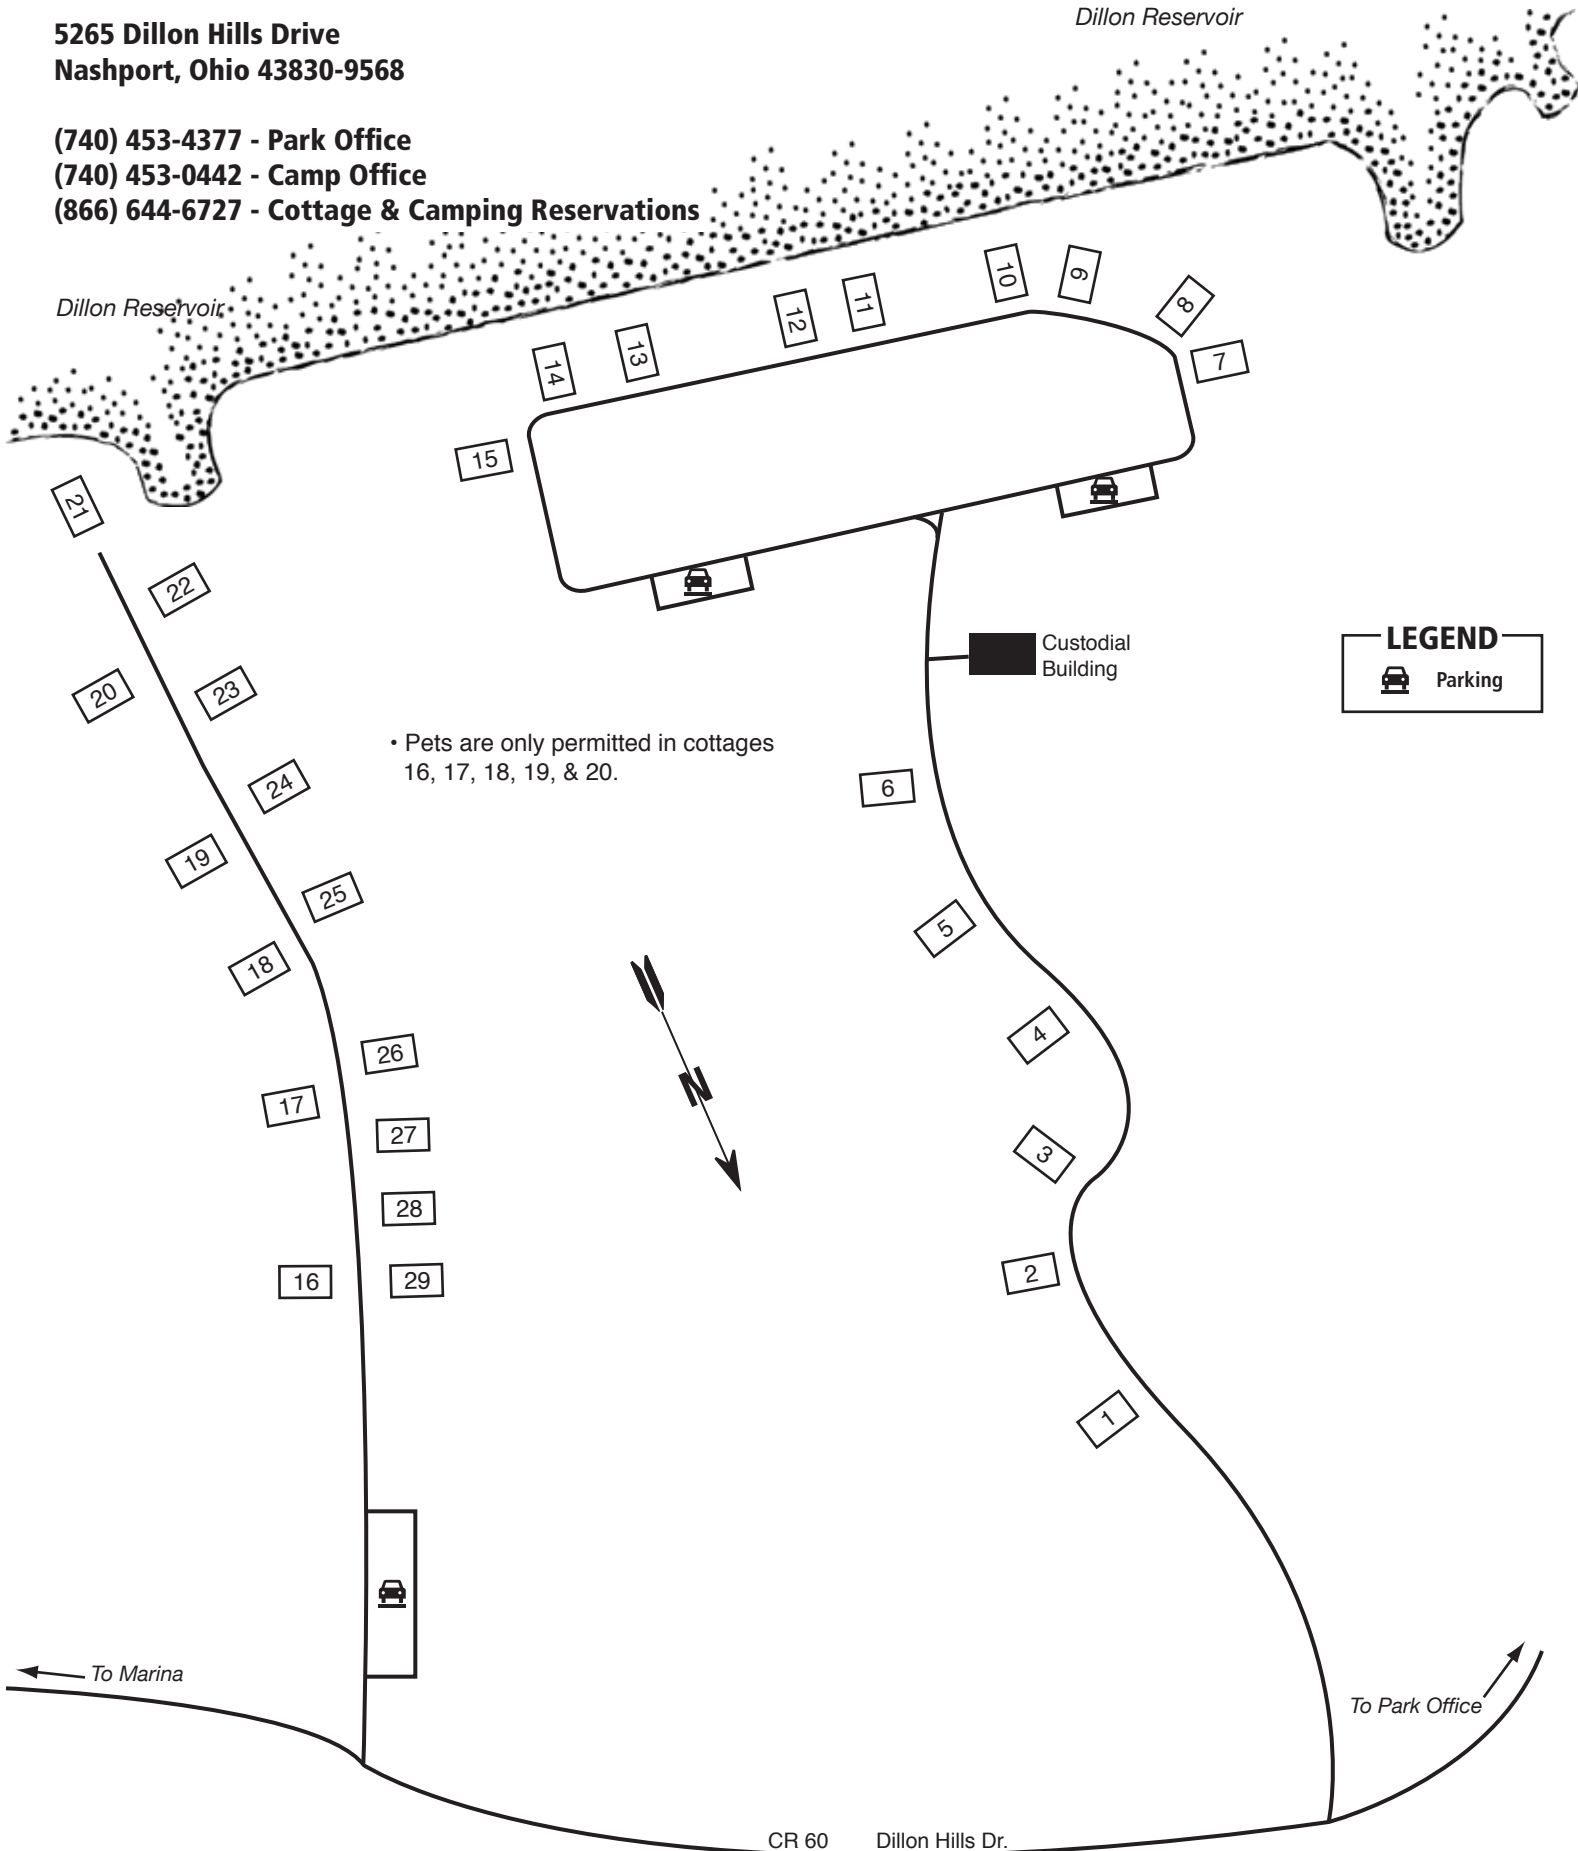 5265 Dillon Hills Drive
Nashport, Ohio 43830-9568
(740) 453-4377 - Park Office
(740) 453-0442 - Camp Office
(866) 644-6727 - Cottage & Camping Reservations
Dillon Reservoir
Dillon Reservoir
10
9
8
11
12
13
14
7
15
21
22
20
23
24
19
25
18
26
17
27
28
16
29
Custodial
Building
LEGEND
Parking
• Pets are only permitted in cottages
16, 17, 18, 19, & 20.
6
5
4
3
2
1
N
To Marina
To Park Office
CR 60
Dillon Hills Dr.